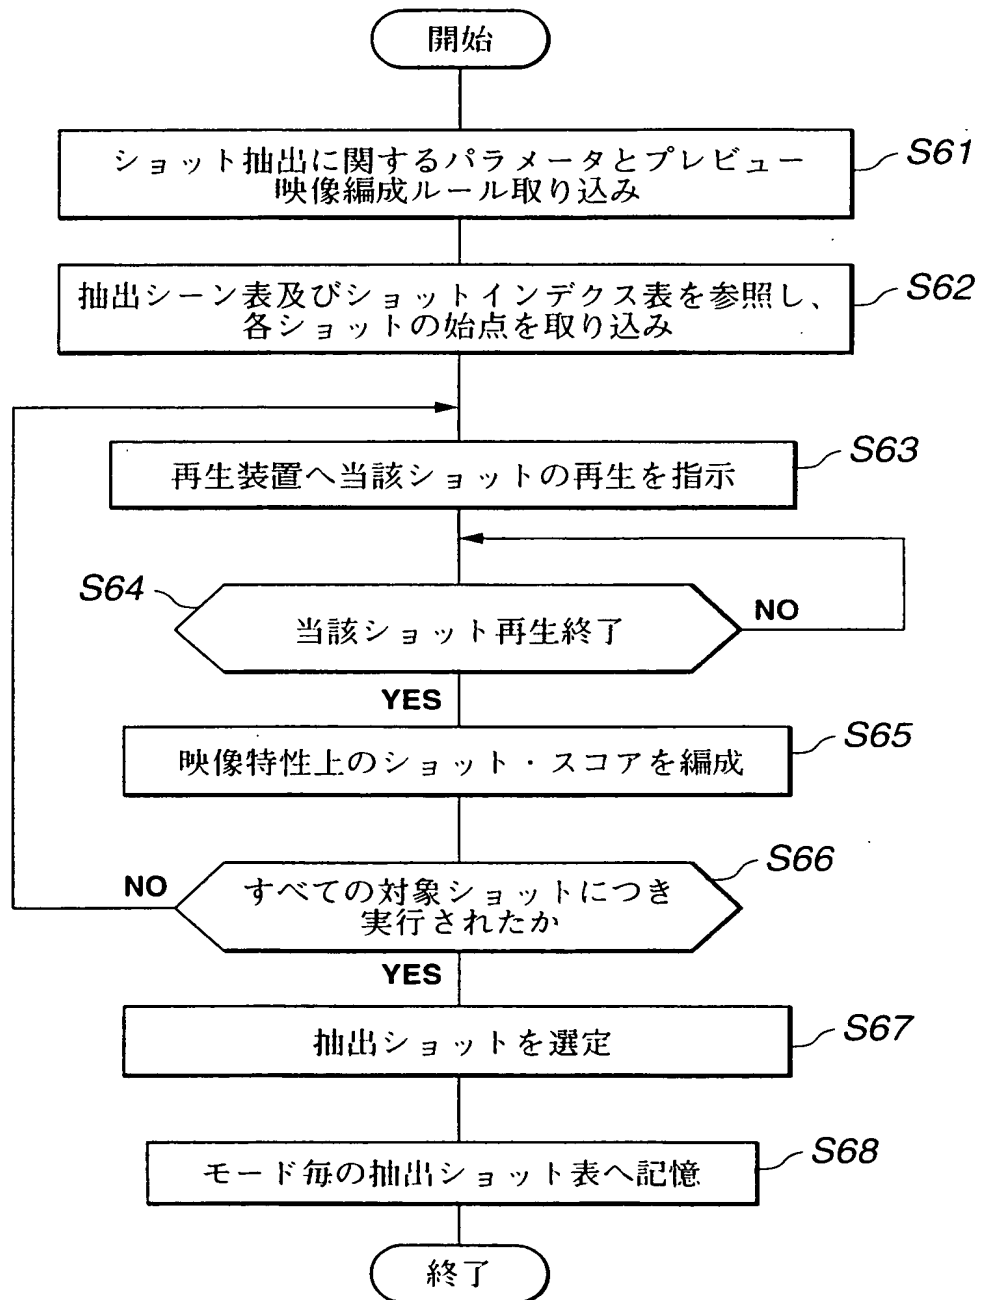 開始
ショット抽出に関するパラメータとプレビュー
映像編成ルール取り込み
S61
抽出シーン表及びショットインデクス表を参照し、
各ショットの始点を取り込み
S62
再生装置へ当該ショットの再生を指示
S63
S64
当該ショット再生終了
NO
YES
映像特性上のショット・スコアを編成
S65
NO
すべての対象ショットにつき
実行されたか
S66
YES
抽出ショットを選定
S67
モード毎の抽出ショット表へ記憶
S68
終了